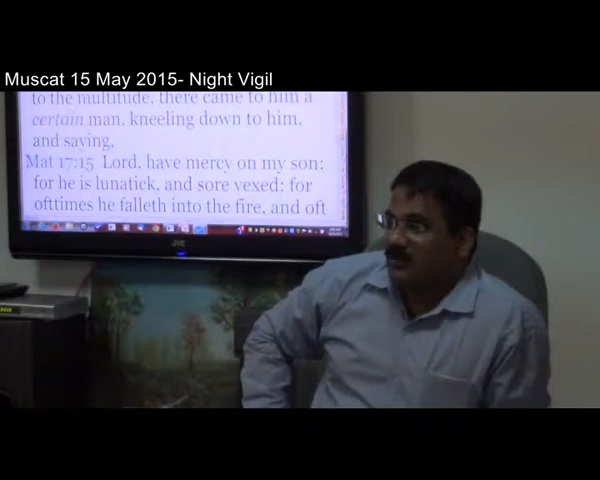 Muscat 15 May 2015- Night Vigil
to the multitude, there came to him a
certain man, kneeling down to him,
and saying,
Mat 17:15 Lord, have mercy on my son:
for he is lunatick, and sore vexed: for
ofttimes he falleth into the fire, and oft
JVC